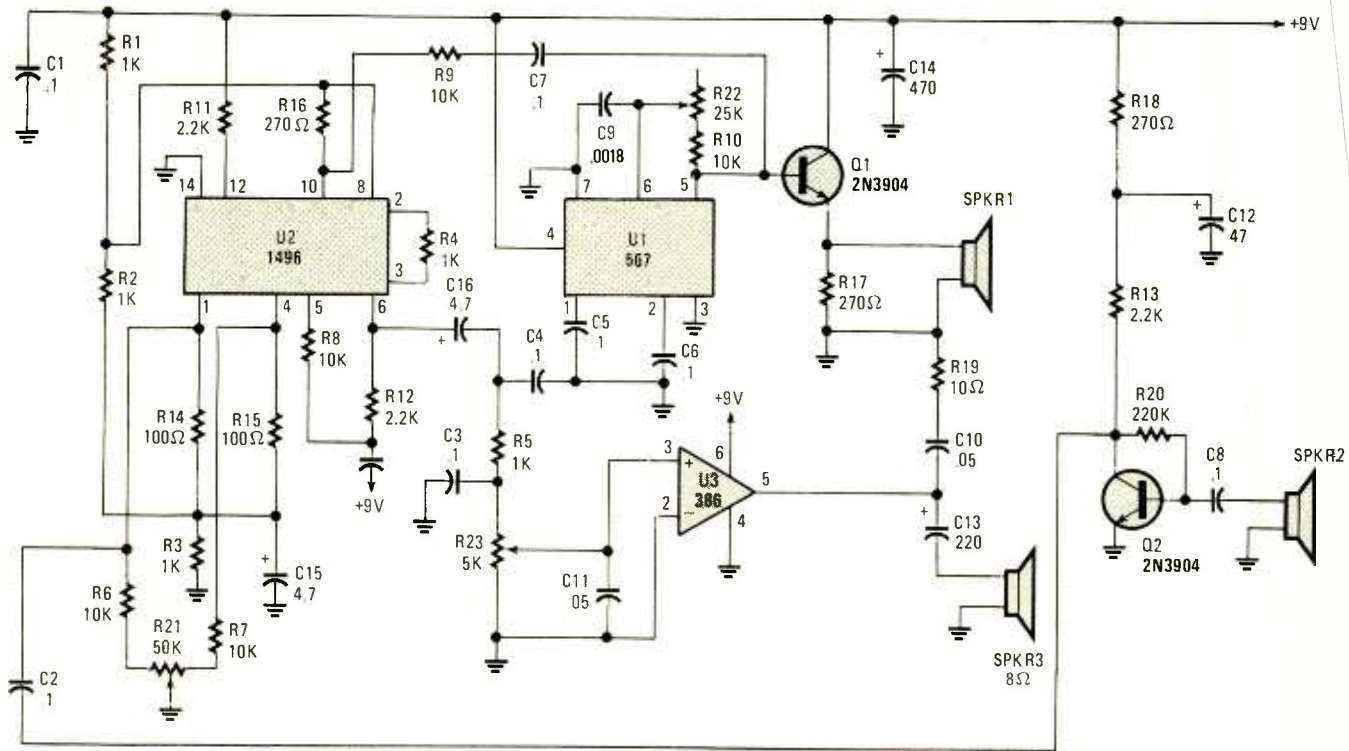 +9V
C1
.1
R1
1K
R11
2.2K
R16
270Ω
R9
10K
C7
.1
C9
.0018
R22
25K
R10
10K
C14
470
+
Q1
2N3904
R18
270Ω
C12
47
+
R13
2.2K
R20
220K
C8
.1
SPKR2
Q2
2N3904
14
12
10
8
2
3
U2
1496
1
4
5
6
R4
1K
R2
1K
7
6
5
4
U1
567
1
2
3
SPKR1
R17
270Ω
C16
4.7
+
C4
.1
C5
1
C6
1
R8
10K
R12
2.2K
+9V
R14
100Ω
R15
100Ω
C3
.1
R5
1K
R19
10Ω
C10
.05
+9V
3
2
+
−
U3
386
6
5
4
C13
220
+
R3
1K
C15
4.7
+
R23
5K
C11
05
SPKR3
8Ω
R6
10K
R21
50K
R7
10K
C2
1